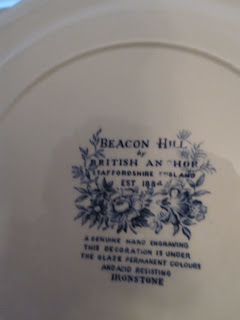 BEACON HILL
by
BRITISH ANCHOR
STAFFORDSHIRE ENGLAND
EST 1884
A GENUINE HAND ENGRAVING
THIS DECORATION IS UNDER
THE GLAZE PERMANENT COLOURS
AND ACID RESISTING
IRONSTONE